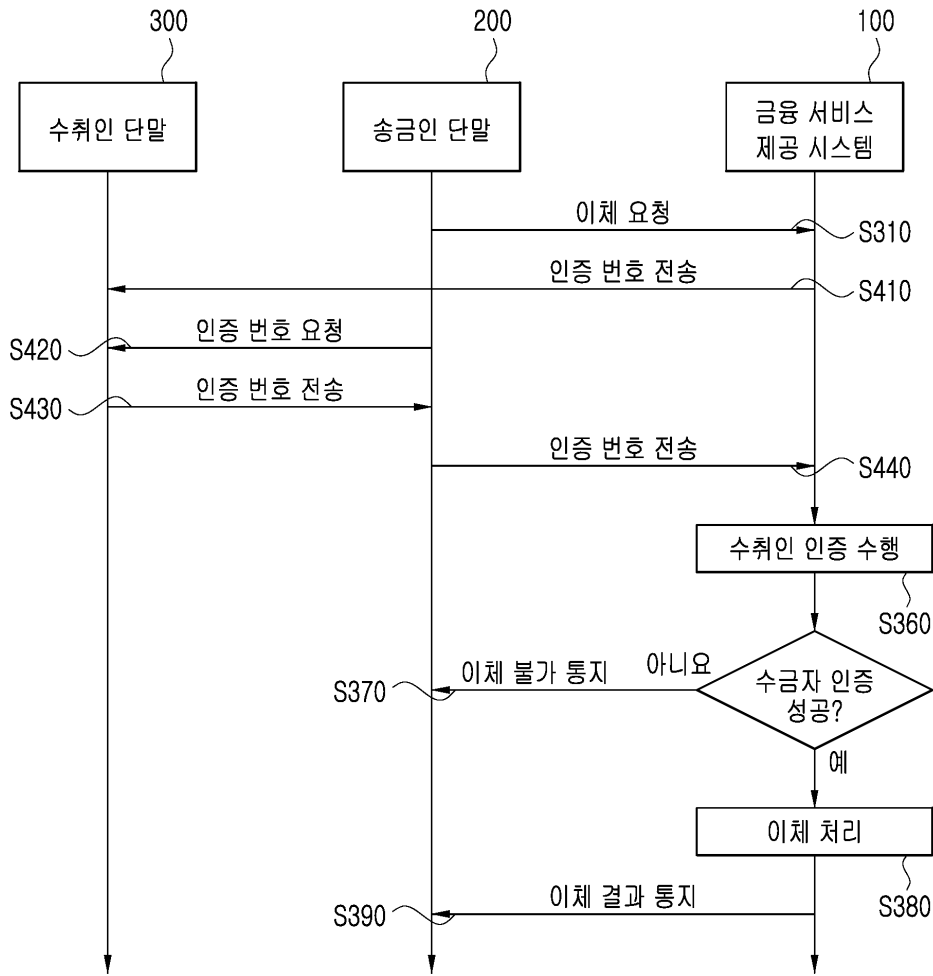 300
200
100
수취인 단말
송금인 단말
금융 서비스
제공 시스템
이체 요청
S310
인증 번호 전송
S410
인증 번호 요청
S420
인증 번호 전송
S430
인증 번호 전송
S440
수취인 인증 수행
S360
아니요
이체 불가 통지
S370
수금자 인증
성공?
예
이체 처리
S380
이체 결과 통지
S390